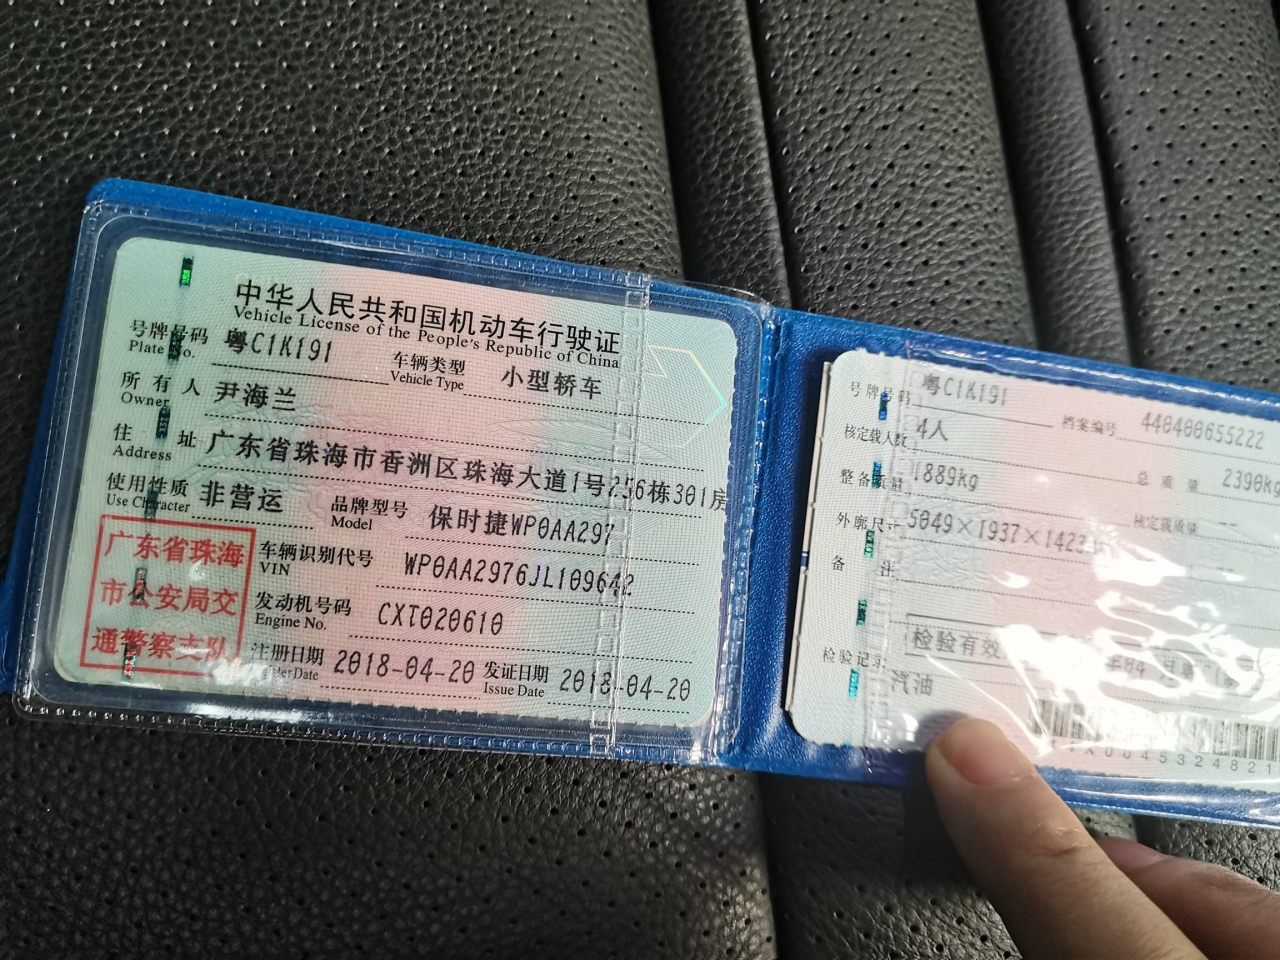 中华人民共和国机动车行驶证
Vehicle License of the People's Republic of China
号牌号码 粤C1K191 车辆类型 小型轿车
Plate No. Vehicle Type
所有人 尹海兰
Owner
住址 广东省珠海市香洲区珠海大道1号256栋301房
Address
使用性质 非营运 品牌型号 保时捷WP0AA297
Use Character Model
广东省珠海
市公安局交
通警察支队
车辆识别代号 WP0AA2976JL109642
VIN
发动机号码 CXT020610
Engine No.
注册日期 2018-04-20 发证日期 2018-04-20
Date Issue Date
号牌号码 粤C1K191 档案编号 440400655222
核定载人数 4人 总质量 2390kg
整备质量 1889kg 核定载质量 --
外廓尺寸 5049×1937×1423
备注
检验有效
检验记录
汽油